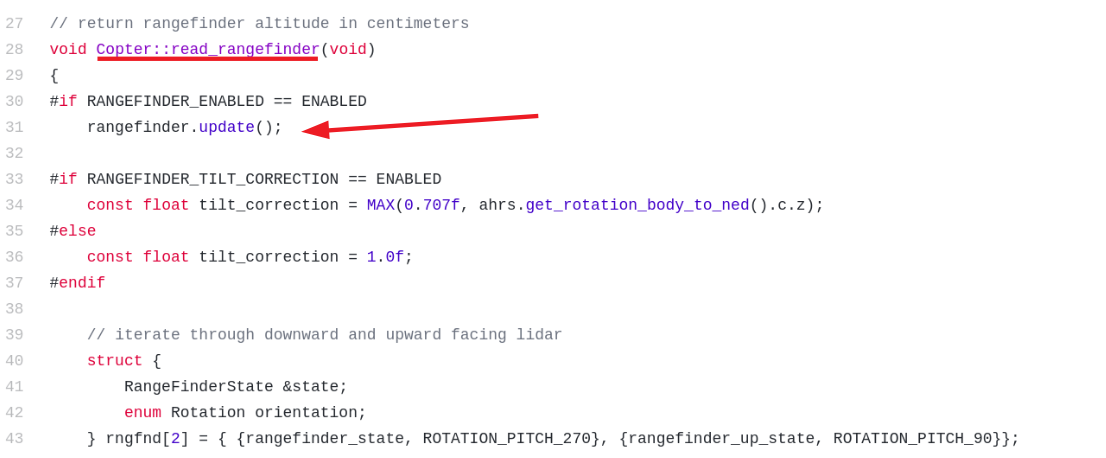 27 // return rangefinder altitude in centimeters
28 void Copter::read_rangefinder(void)
29 {
30 #if RANGEFINDER_ENABLED == ENABLED
31     rangefinder.update();
32
33 #if RANGEFINDER_TILT_CORRECTION == ENABLED
34     const float tilt_correction = MAX(0.707f, ahrs.get_rotation_body_to_ned().c.z);
35 #else
36     const float tilt_correction = 1.0f;
37 #endif
38
39     // iterate through downward and upward facing lidar
40     struct {
41         RangeFinderState &state;
42         enum Rotation orientation;
43     } rngfnd[2] = { {rangefinder_state, ROTATION_PITCH_270}, {rangefinder_up_state, ROTATION_PITCH_90}};